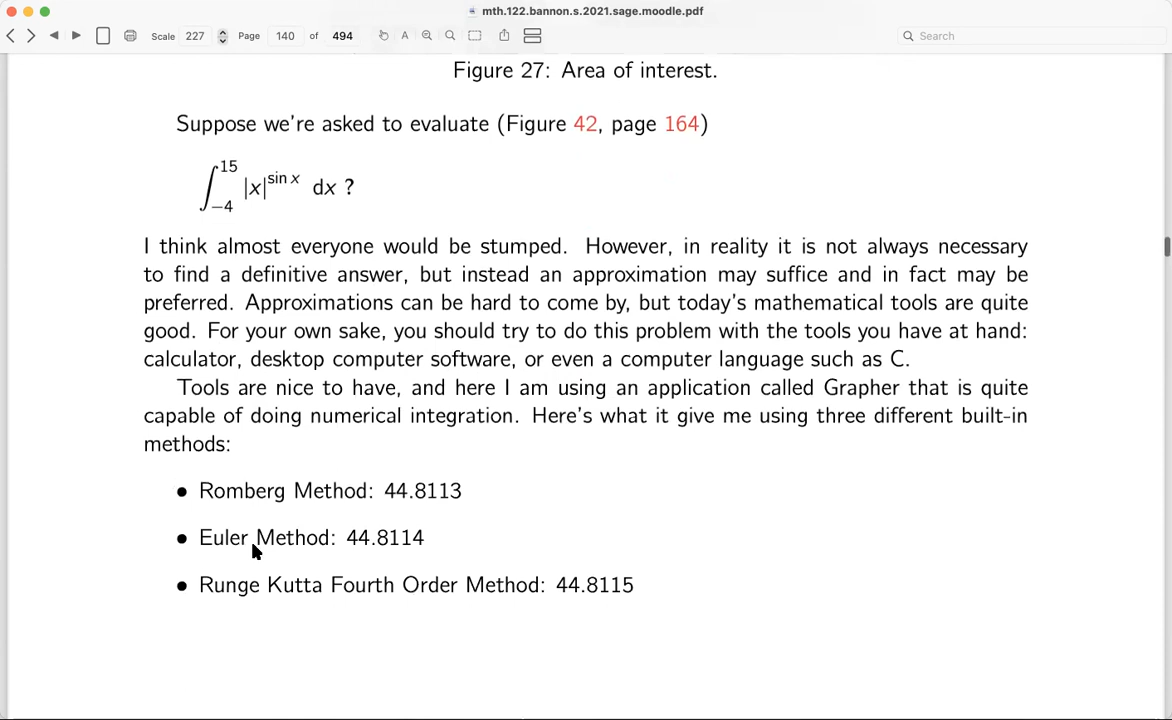 mth.122.bannon.s.2021.sage.moodle.pdf
Scale 227 Page 140 of 494 A Search
Figure 27: Area of interest.
Suppose we're asked to evaluate (Figure 42, page 164)
∫_{-4}^{15} |x|^{sin x} dx ?
I think almost everyone would be stumped. However, in reality it is not always necessary
to find a definitive answer, but instead an approximation may suffice and in fact may be
preferred. Approximations can be hard to come by, but today's mathematical tools are quite
good. For your own sake, you should try to do this problem with the tools you have at hand:
calculator, desktop computer software, or even a computer language such as C.
Tools are nice to have, and here I am using an application called Grapher that is quite
capable of doing numerical integration. Here's what it give me using three different built-in
methods:
• Romberg Method: 44.8113
• Euler Method: 44.8114
• Runge Kutta Fourth Order Method: 44.8115